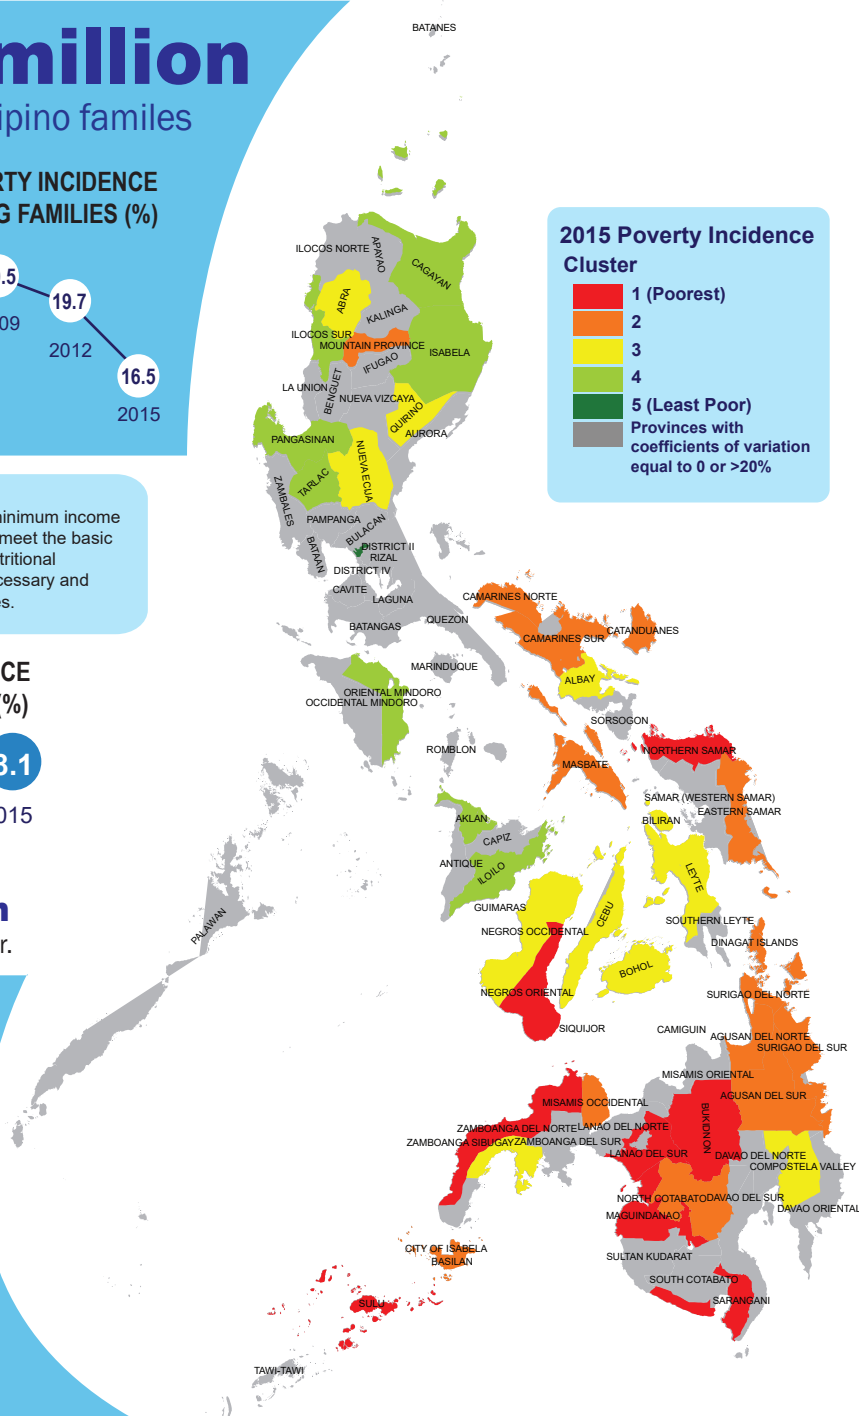 million
ipino familes
RTY INCIDENCE
G FAMILIES (%)
.5
19.7
16.5
09
2012
2015
ninimum income
meet the basic
tritional
cessary and
es.
CE
(%)
3.1
015
n
r.
2015 Poverty Incidence
Cluster
1 (Poorest)
2
3
4
5 (Least Poor)
Provinces with
coefficients of variation
equal to 0 or >20%
BATANES
ILOCOS NORTE
APAYAO
CAGAYAN
ABRA
KALINGA
ILOCOS SUR
MOUNTAIN PROVINCE
ISABELA
IFUGAO
LA UNION
BENGUET
NUEVA VIZCAYA
QUIRINO
AURORA
PANGASINAN
TARLAC
NUEVA ECIJA
ZAMBALES
PAMPANGA
BULACAN
BATAAN
DISTRICT II
RIZAL
DISTRICT IV
CAVITE
LAGUNA
BATANGAS
QUEZON
CAMARINES NORTE
CAMARINES SUR
CATANDUANES
MARINDUQUE
ALBAY
ORIENTAL MINDORO
OCCIDENTAL MINDORO
SORSOGON
ROMBLON
NORTHERN SAMAR
MASBATE
SAMAR (WESTERN SAMAR)
EASTERN SAMAR
AKLAN
BILIRAN
CAPIZ
ANTIQUE
ILOILO
LEYTE
GUIMARAS
CEBU
PALAWAN
SOUTHERN LEYTE
NEGROS OCCIDENTAL
DINAGAT ISLANDS
BOHOL
NEGROS ORIENTAL
SURIGAO DEL NORTE
SIQUIJOR
CAMIGUIN
AGUSAN DEL NORTE
SURIGAO DEL SUR
MISAMIS ORIENTAL
AGUSAN DEL SUR
MISAMIS OCCIDENTAL
BUKIDNON
ZAMBOANGA DEL NORTE
LANAO DEL NORTE
ZAMBOANGA SIBUGAY
ZAMBOANGA DEL SUR
LANAO DEL SUR
DAVAO DEL NORTE
COMPOSTELA VALLEY
NORTH COTABATO
DAVAO DEL SUR
DAVAO ORIENTAL
MAGUINDANAO
CITY OF ISABELA
BASILAN
SULTAN KUDARAT
SOUTH COTABATO
SARANGANI
SULU
TAWI-TAWI